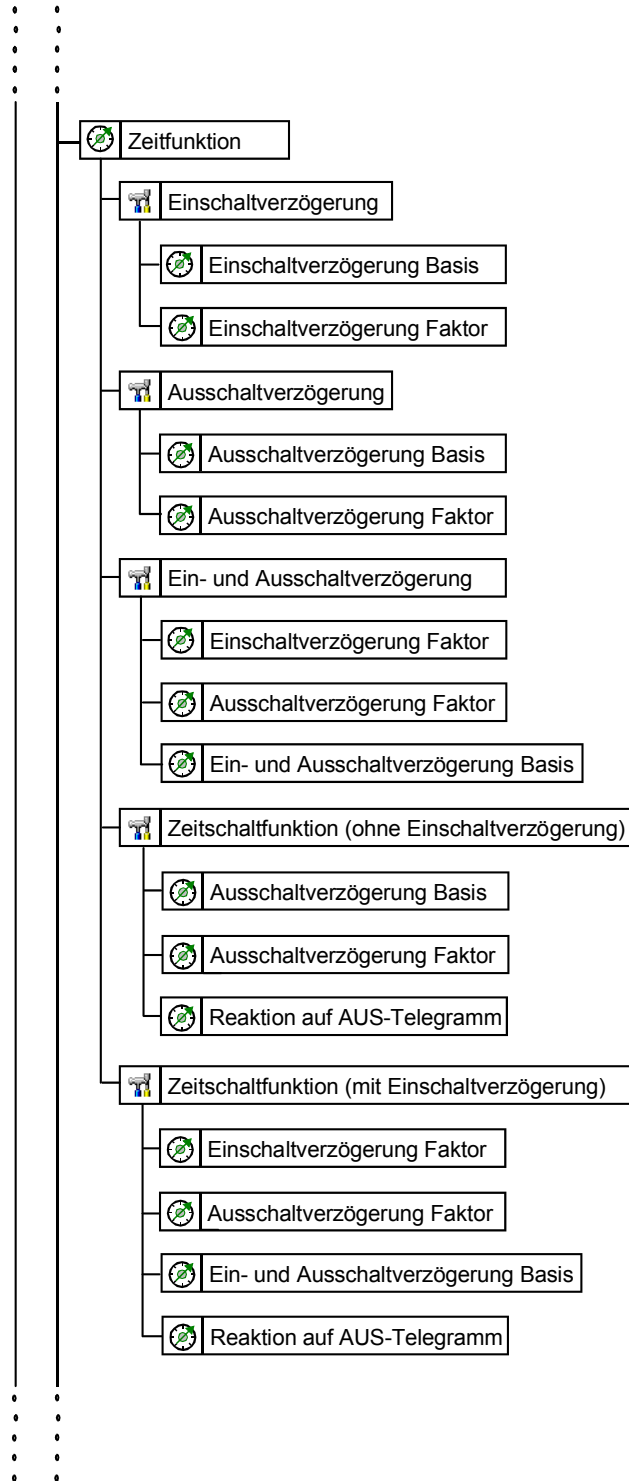 Zeitfunktion
Einschaltverzögerung
Einschaltverzögerung Basis
Einschaltverzögerung Faktor
Ausschaltverzögerung
Ausschaltverzögerung Basis
Ausschaltverzögerung Faktor
Ein- und Ausschaltverzögerung
Einschaltverzögerung Faktor
Ausschaltverzögerung Faktor
Ein- und Ausschaltverzögerung Basis
Zeitschaltfunktion (ohne Einschaltverzögerung)
Ausschaltverzögerung Basis
Ausschaltverzögerung Faktor
Reaktion auf AUS-Telegramm
Zeitschaltfunktion (mit Einschaltverzögerung)
Einschaltverzögerung Faktor
Ausschaltverzögerung Faktor
Ein- und Ausschaltverzögerung Basis
Reaktion auf AUS-Telegramm